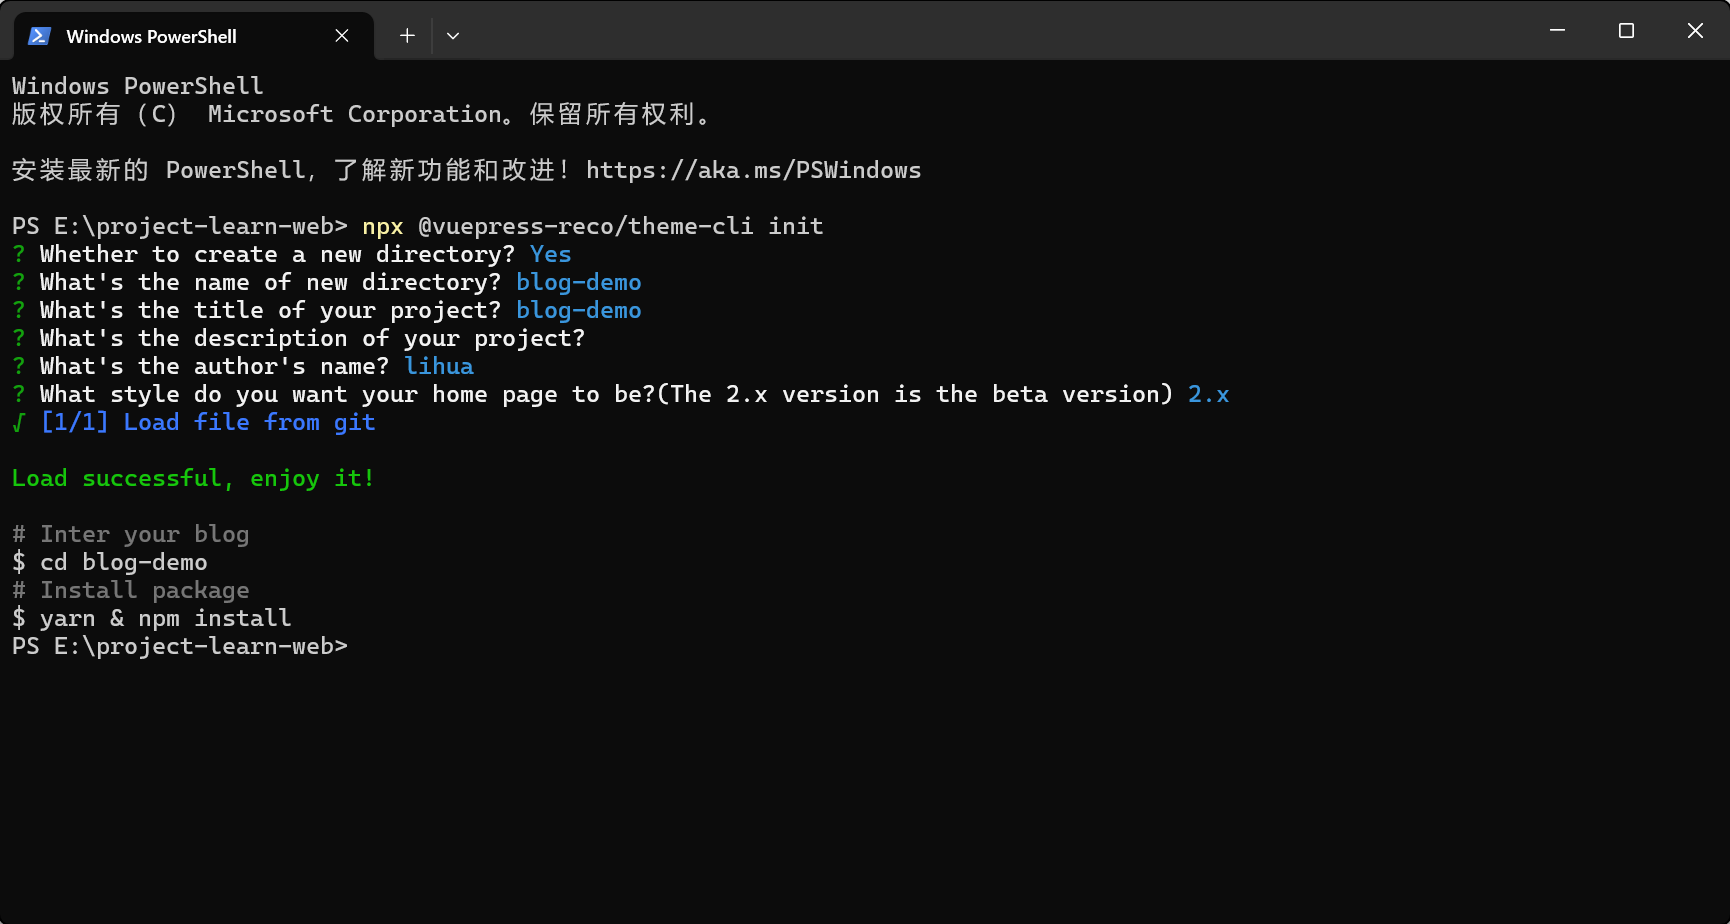 Windows PowerShell
Windows PowerShell
版权所有 (C) Microsoft Corporation。保留所有权利。
安装最新的 PowerShell，了解新功能和改进！https://aka.ms/PSWindows
PS E:\project-learn-web> npx @vuepress-reco/theme-cli init
? Whether to create a new directory? Yes
? What's the name of new directory? blog-demo
? What's the title of your project? blog-demo
? What's the description of your project?
? What's the author's name? lihua
? What style do you want your home page to be?(The 2.x version is the beta version) 2.x
√ [1/1] Load file from git
Load successful, enjoy it!
# Inter your blog
$ cd blog-demo
# Install package
$ yarn & npm install
PS E:\project-learn-web>